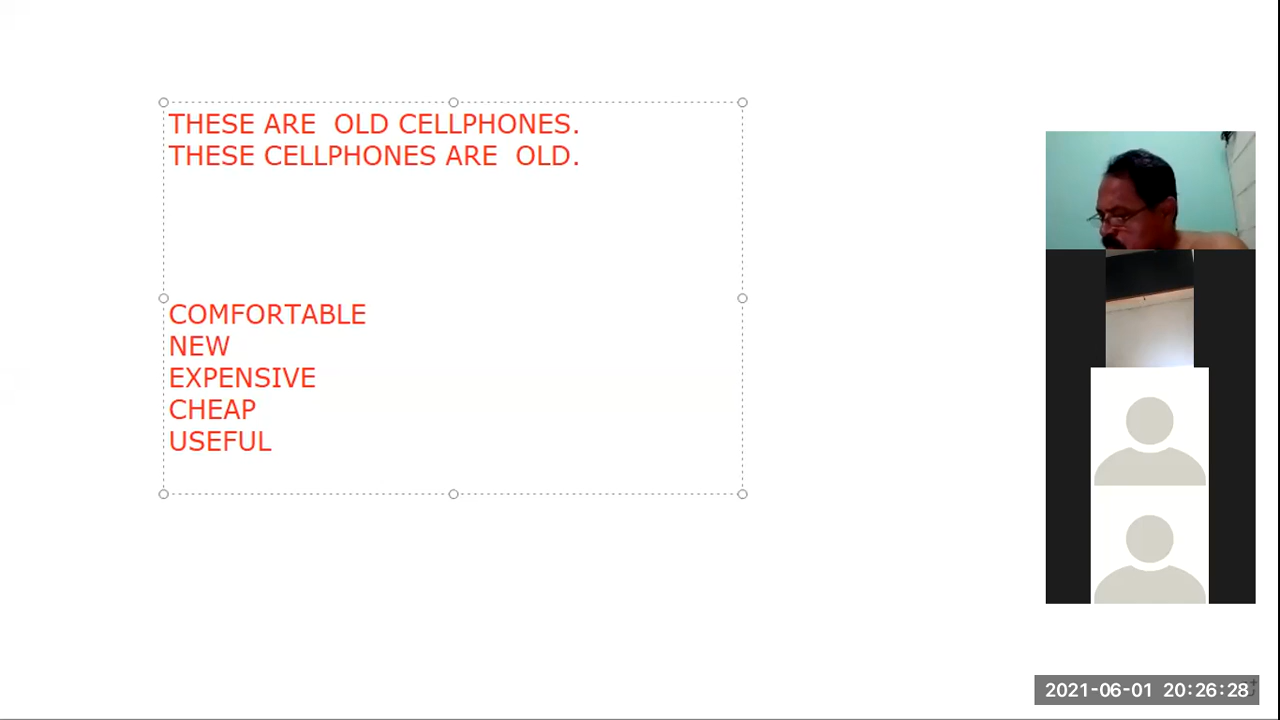 THESE ARE  OLD CELLPHONES.
THESE CELLPHONES ARE  OLD.
COMFORTABLE
NEW
EXPENSIVE
CHEAP
USEFUL
2021-06-01 20:26:28